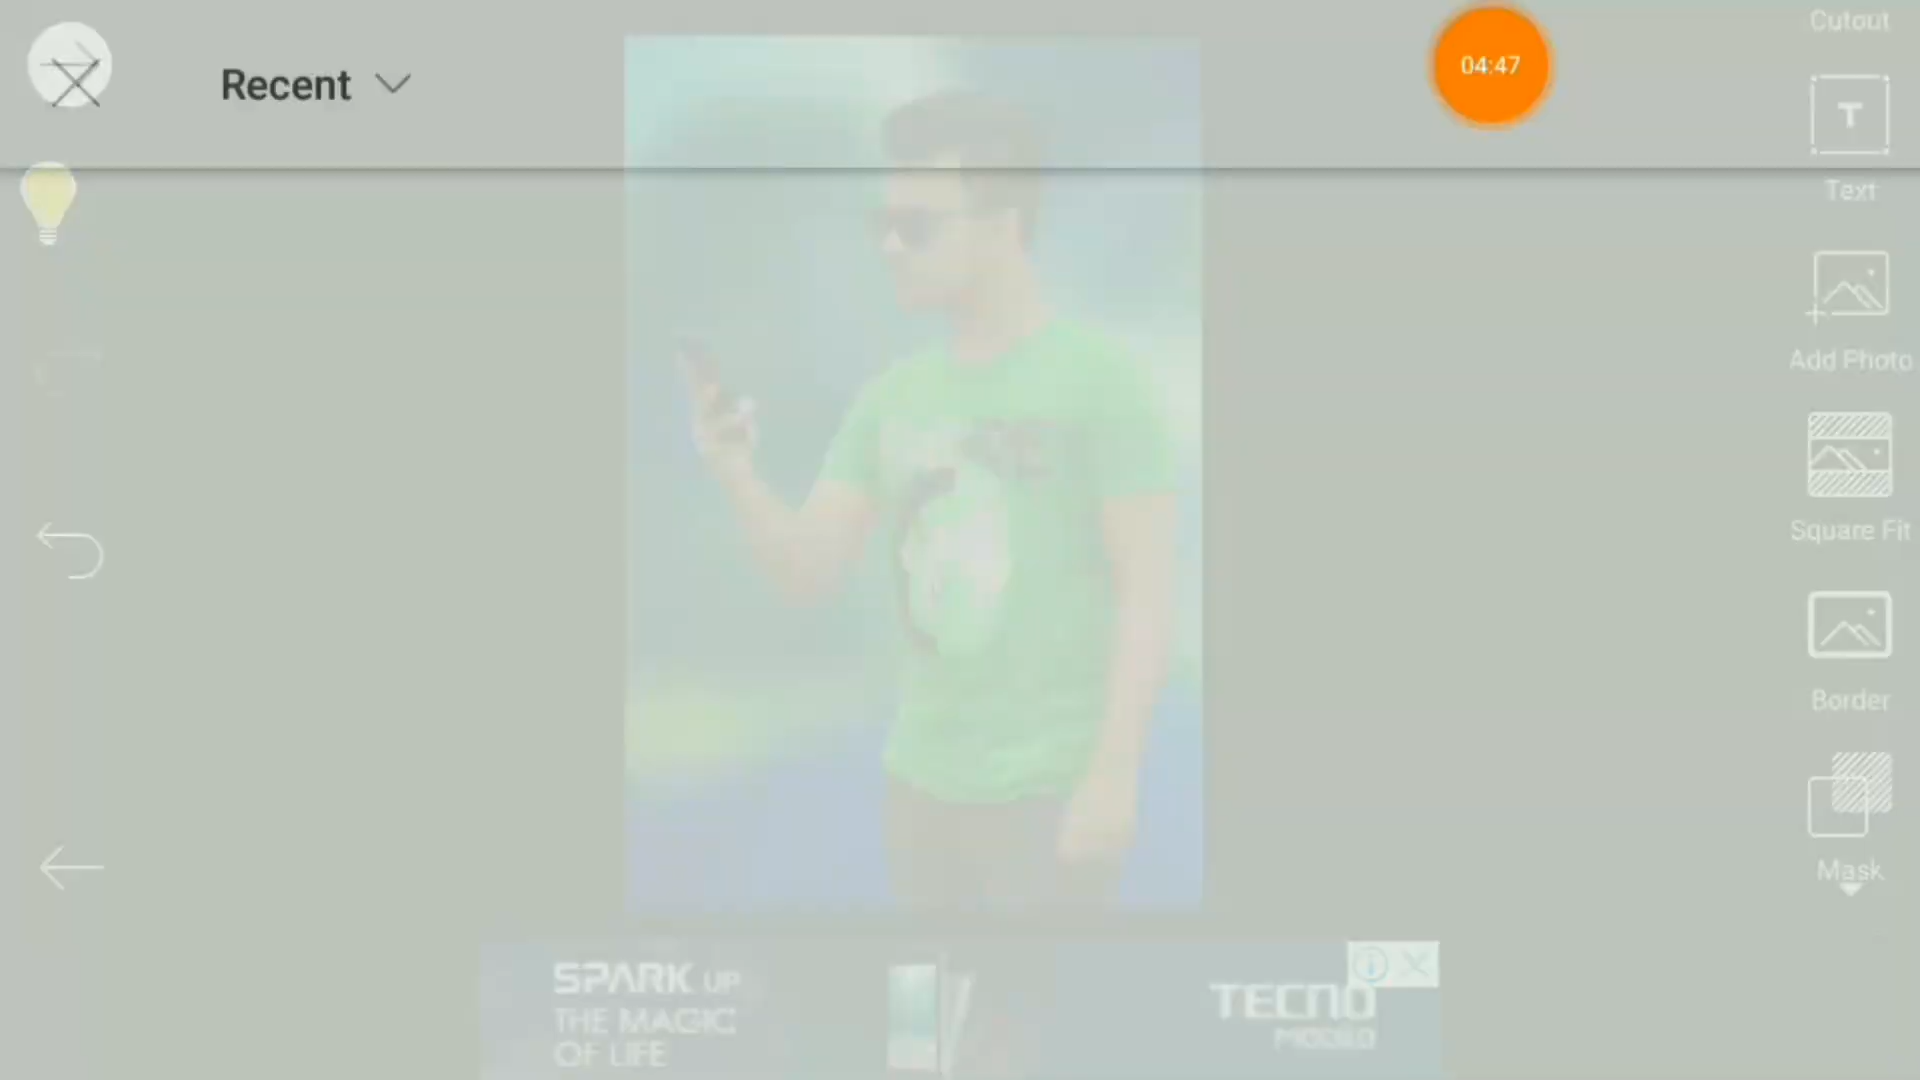 Recent
04:47
Cutout
Text
Add Photo
Square Fit
Border
Mask
SPARK UP
THE MAGIC
OF LIFE
TECNO